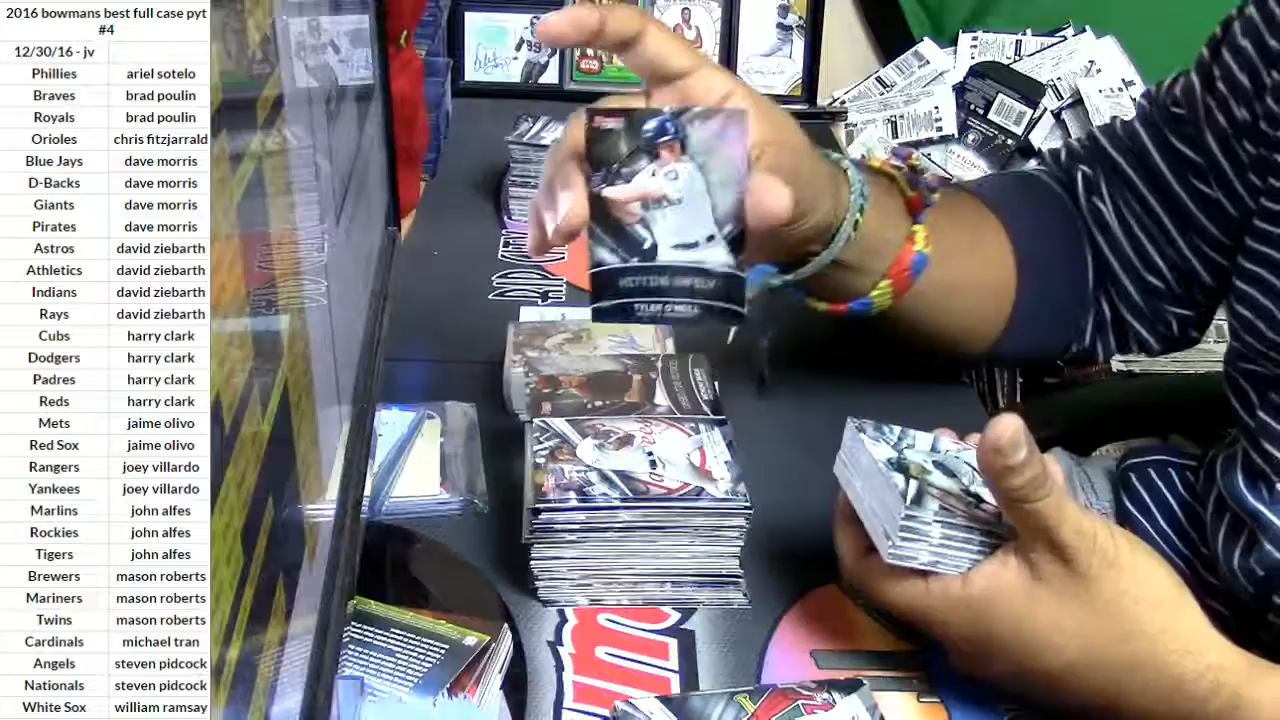 2016 bowmans best full case pyt
#4
12/30/16 - jv
Phillies ariel sotelo
Braves brad poulin
Royals brad poulin
Orioles chris fitzjarrald
Blue Jays dave morris
D-Backs dave morris
Giants dave morris
Pirates dave morris
Astros david ziebarth
Athletics david ziebarth
Indians david ziebarth
Rays david ziebarth
Cubs harry clark
Dodgers harry clark
Padres harry clark
Reds harry clark
Mets jaime olivo
Red Sox jaime olivo
Rangers joey villardo
Yankees joey villardo
Marlins john alfes
Rockies john alfes
Tigers john alfes
Brewers mason roberts
Mariners mason roberts
Twins mason roberts
Cardinals michael tran
Angels steven pidcock
Nationals steven pidcock
White Sox william ramsay
TYLER O'NEILL
RIP